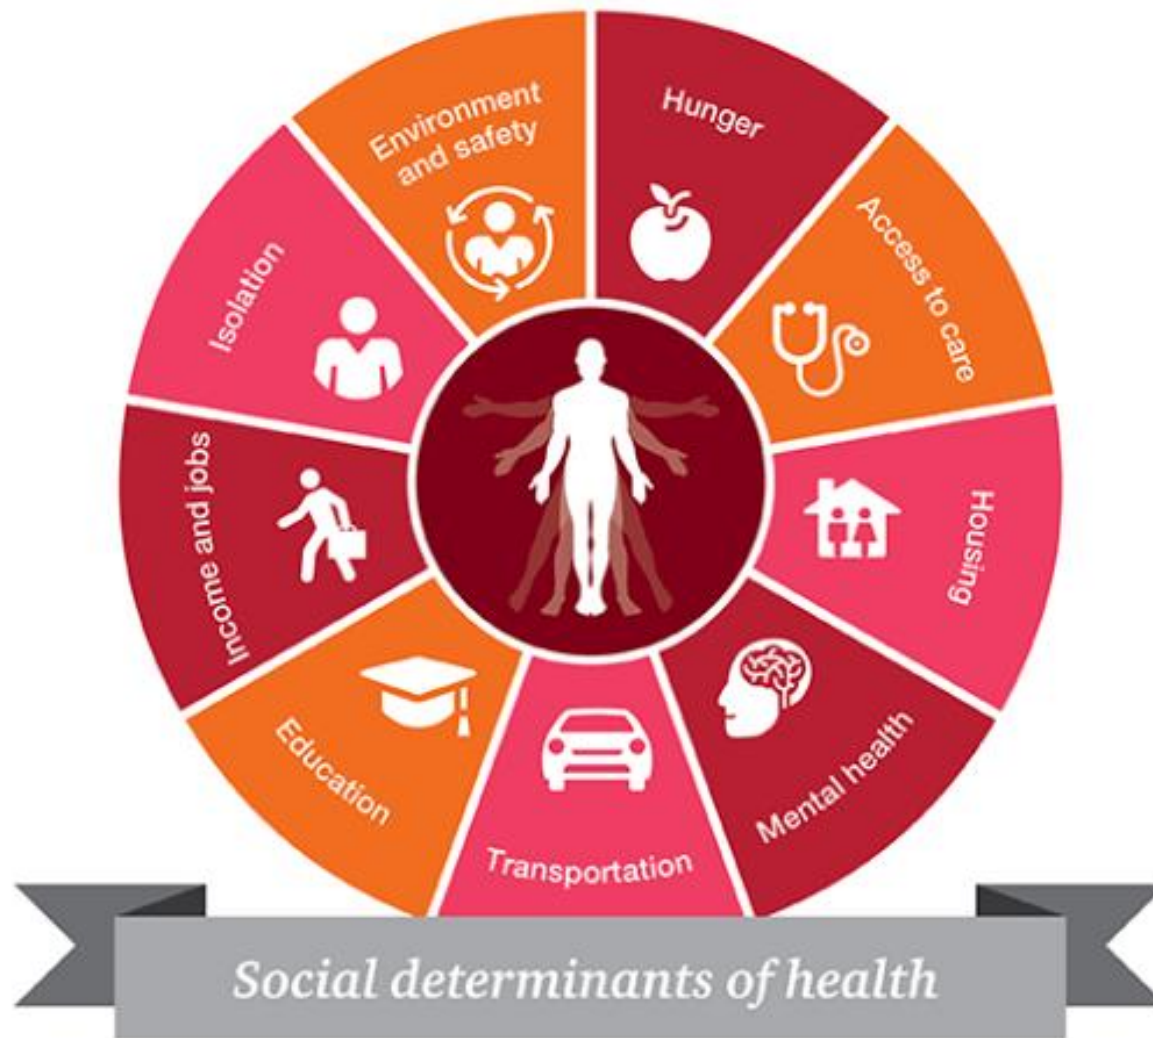 Environment
and safety
Hunger
Access to care
Housing
Mental health
Transportation
Education
Income and jobs
Isolation
Social determinants of health